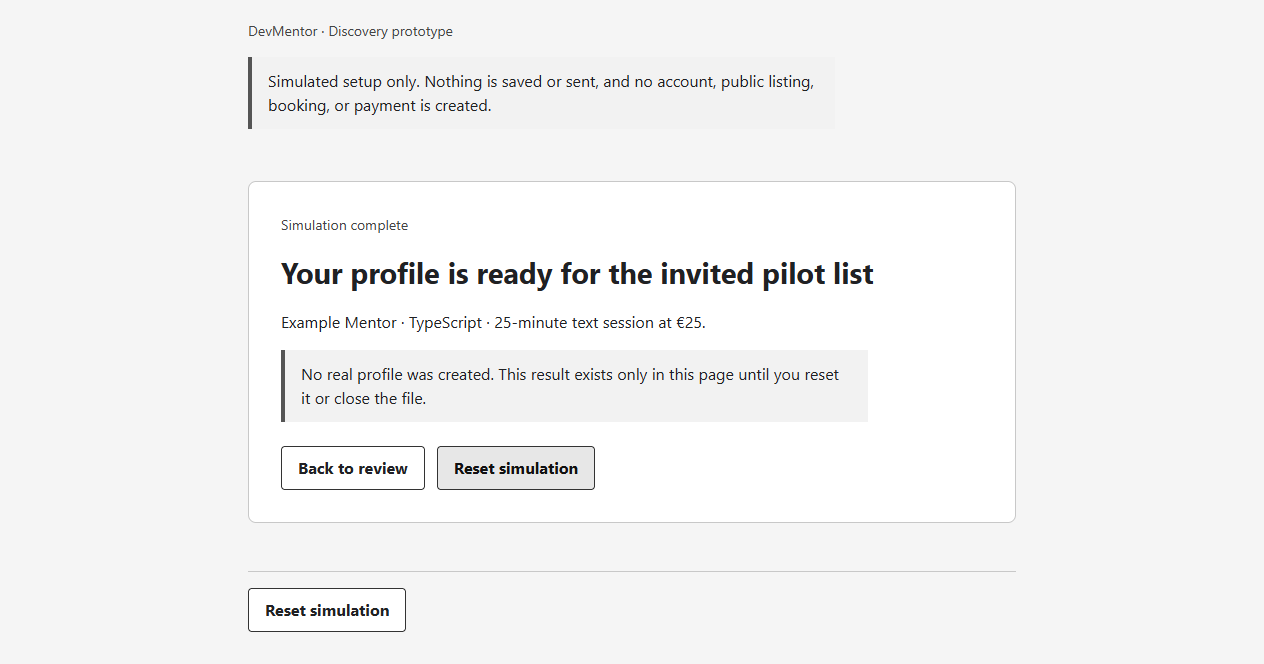 DevMentor · Discovery prototype
Simulated setup only. Nothing is saved or sent, and no account, public listing,
booking, or payment is created.
Simulation complete
Your profile is ready for the invited pilot list
Example Mentor · TypeScript · 25-minute text session at €25.
No real profile was created. This result exists only in this page until you reset
it or close the file.
Back to review
Reset simulation
Reset simulation